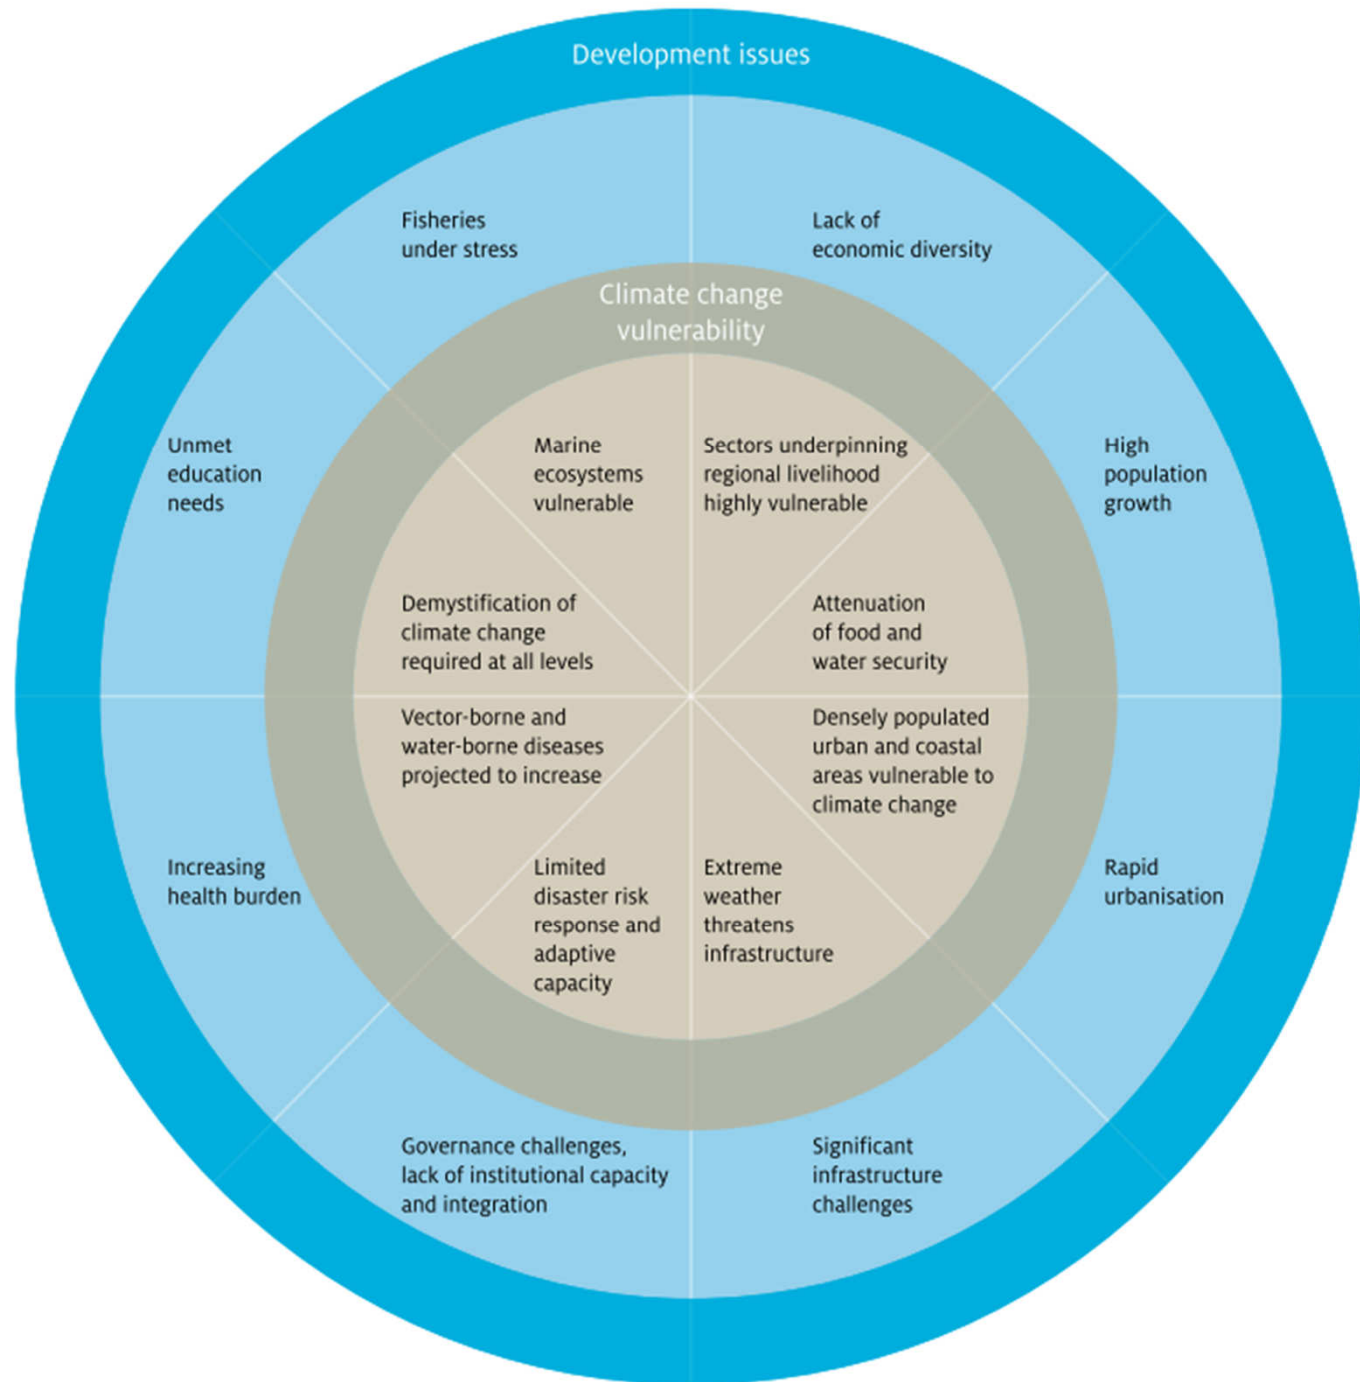 Development issues
Fisheries
under stress
Lack of
economic diversity
Climate change
vulnerability
Unmet
education
needs
Marine
ecosystems
vulnerable
Sectors underpinning
regional livelihood
highly vulnerable
High
population
growth
Demystification of
climate change
required at all levels
Attenuation
of food and
water security
Vector-borne and
water-borne diseases
projected to increase
Densely populated
urban and coastal
areas vulnerable to
climate change
Increasing
health burden
Limited
disaster risk
response and
adaptive
capacity
Extreme
weather
threatens
infrastructure
Rapid
urbanisation
Governance challenges,
lack of institutional capacity
and integration
Significant
infrastructure
challenges